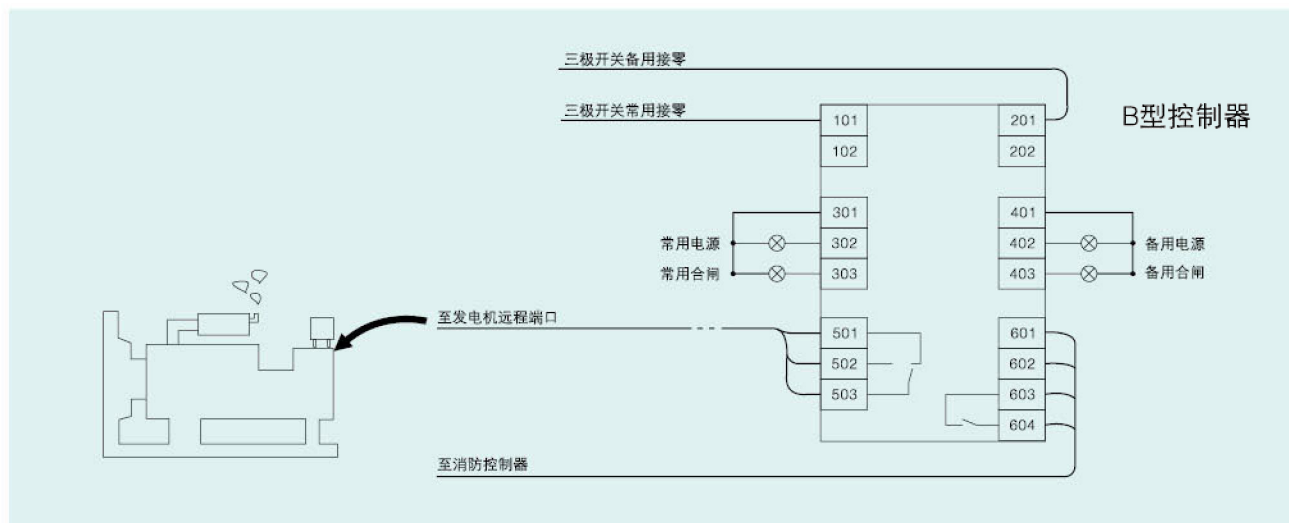 三极开关备用接零
三极开关常用接零
B型控制器
101
102
201
202
301
302
303
常用电源
常用合闸
401
402
403
备用电源
备用合闸
至发电机远程端口
501
502
503
601
602
603
604
至消防控制器